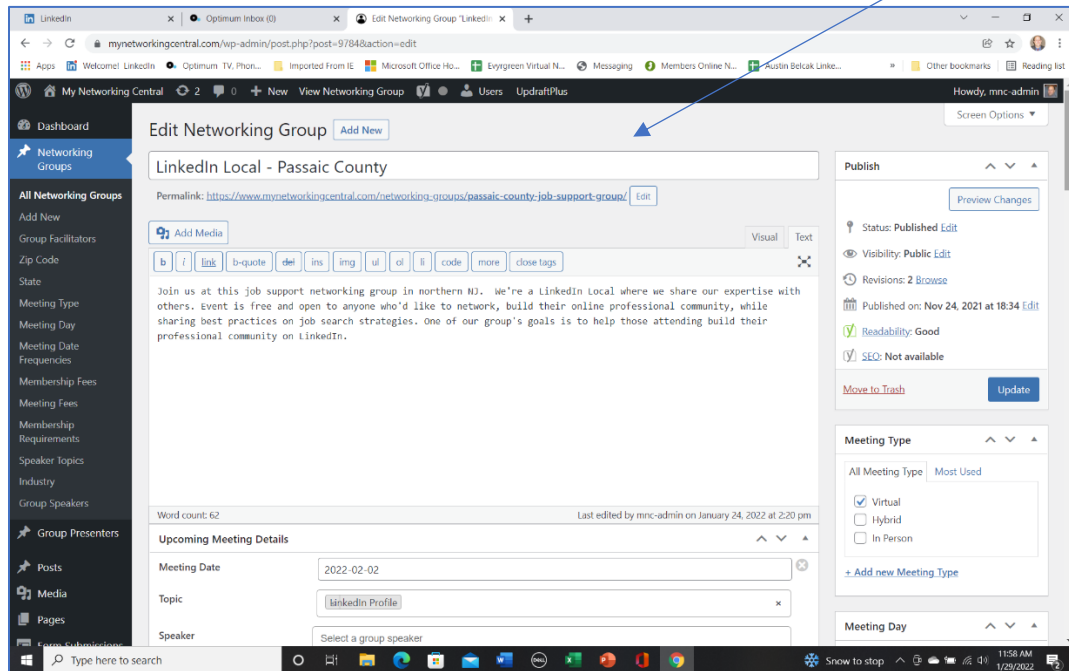 LinkedIn
Optimum Inbox (0)
Edit Networking Group "LinkedIn
mynetworkingcentral.com/wp-admin/post.php?post=9784&action=edit
Apps Welcome! LinkedIn Optimum TV, Phon... Imported From IE Microsoft Office Ho... Evyrgreen Virtual N... Messaging Members Online N... Austin Belcak Linke... » Other bookmarks Reading list
My Networking Central 2 0 + New View Networking Group Users UpdraftPlus Howdy, mnc-admin
Screen Options ▼
Dashboard
Networking
Groups
All Networking Groups
Add New
Group Facilitators
Zip Code
State
Meeting Type
Meeting Day
Meeting Date
Frequencies
Membership Fees
Meeting Fees
Membership
Requirements
Speaker Topics
Industry
Group Speakers
Group Presenters
Posts
Media
Pages
Form Submissions
Edit Networking Group Add New
LinkedIn Local - Passaic County
Permalink: https://www.mynetworkingcentral.com/networking-groups/passaic-county-job-support-group/ Edit
Add Media
Visual Text
b i link b-quote del ins img ul ol li code more close tags
Join us at this job support networking group in northern NJ. We're a LinkedIn Local where we share our expertise with
others. Event is free and open to anyone who'd like to network, build their online professional community, while
sharing best practices on job search strategies. One of our group's goals is to help those attending build their
professional community on LinkedIn.
Word count: 62 Last edited by mnc-admin on January 24, 2022 at 2:20 pm
Upcoming Meeting Details
Meeting Date 2022-02-02
Topic LinkedIn Profile ×
Speaker Select a group speaker
Publish
Preview Changes
Status: Published Edit
Visibility: Public Edit
Revisions: 2 Browse
Published on: Nov 24, 2021 at 18:34 Edit
Readability: Good
SEO: Not available
Move to Trash Update
Meeting Type
All Meeting Type Most Used
Virtual
Hybrid
In Person
+ Add new Meeting Type
Meeting Day
Type here to search
DELL
Snow to stop
11:58 AM
1/29/2022
2